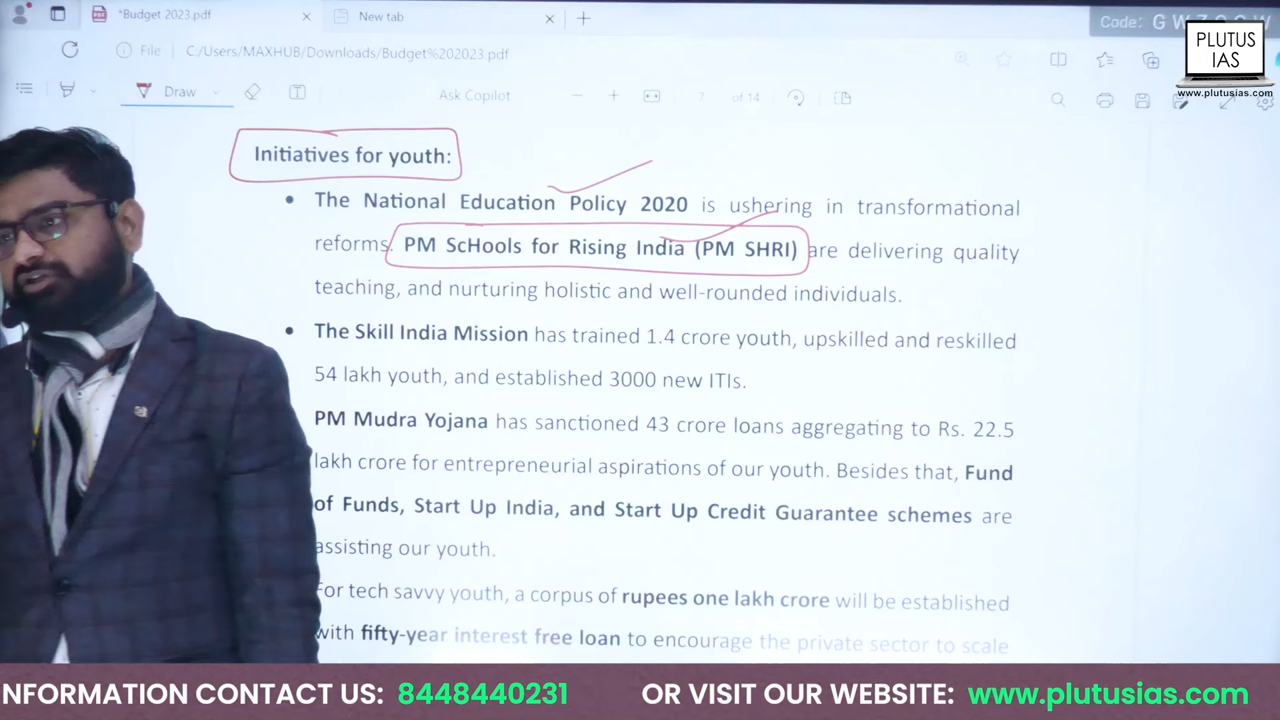 *Budget 2023.pdf
New tab
Code:
PLUTUS
IAS
www.plutusias.com
File
C:/Users/MAXHUB/Downloads/Budget%202023.pdf
Draw
Ask Copilot
7 of 14
Initiatives for youth:
The National Education Policy 2020 is ushering in transformational
reforms. PM ScHools for Rising India (PM SHRI) are delivering quality
teaching, and nurturing holistic and well-rounded individuals.
The Skill India Mission has trained 1.4 crore youth, upskilled and reskilled
54 lakh youth, and established 3000 new ITIs.
PM Mudra Yojana has sanctioned 43 crore loans aggregating to Rs. 22.5
lakh crore for entrepreneurial aspirations of our youth. Besides that, Fund
of Funds, Start Up India, and Start Up Credit Guarantee schemes are
assisting our youth.
For tech savvy youth, a corpus of rupees one lakh crore will be established
with fifty-year interest free loan to encourage the private sector to scale
NFORMATION CONTACT US: 8448440231 OR VISIT OUR WEBSITE: www.plutusias.com